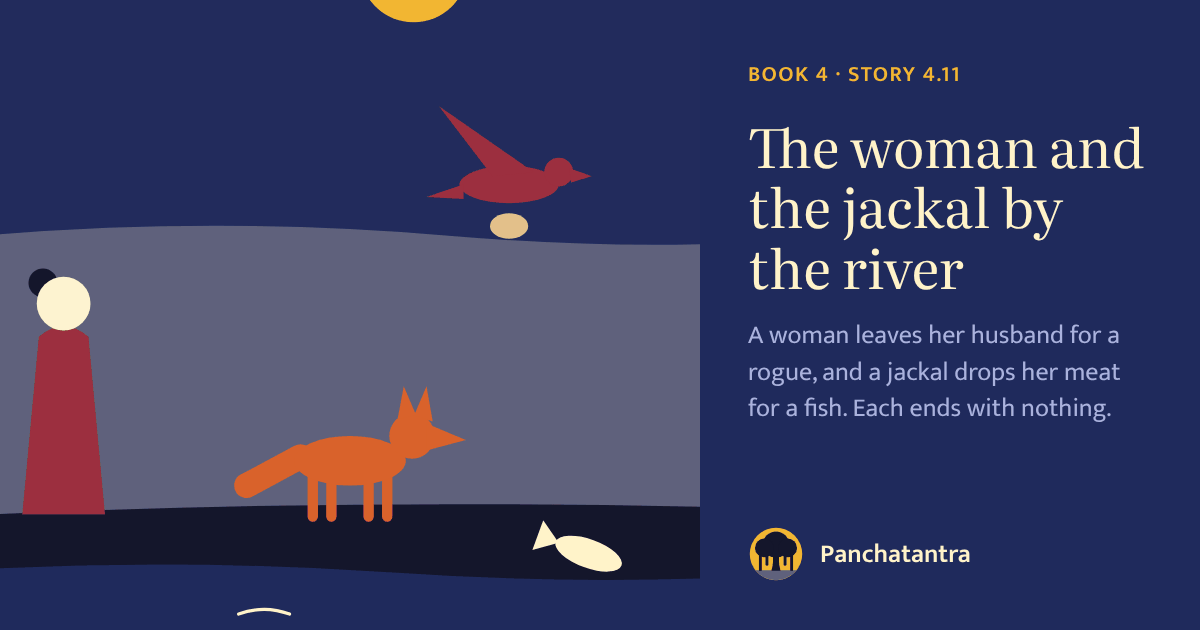 BOOK 4 · STORY 4.11
The woman and
the jackal by
the river
A woman leaves her husband for a
rogue, and a jackal drops her meat
for a fish. Each ends with nothing.
Panchatantra